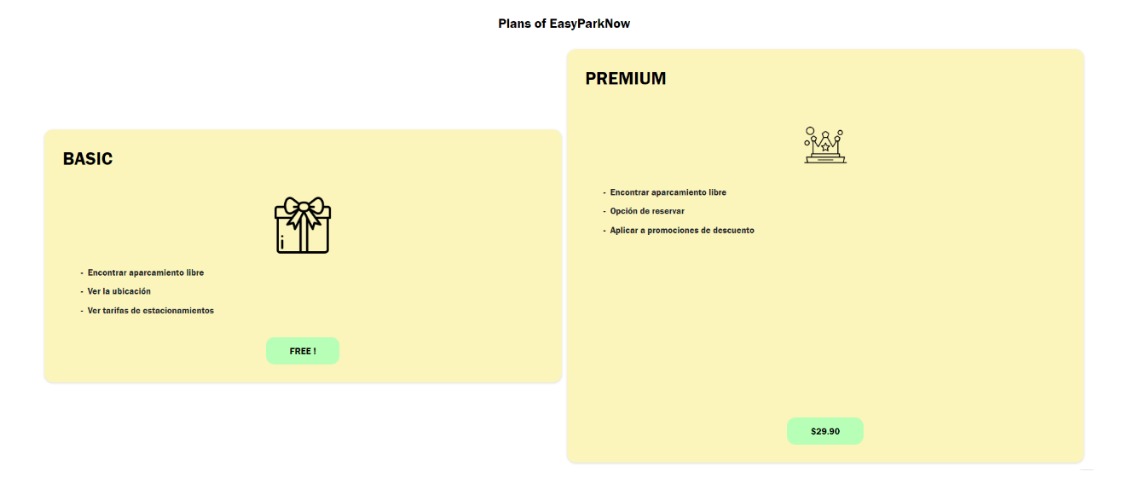 Plans of EasyParkNow
BASIC
- Encontrar aparcamiento libre
- Ver la ubicación
- Ver tarifas de estacionamientos
FREE !
PREMIUM
- Encontrar aparcamiento libre
- Opción de reservar
- Aplicar a promociones de descuento
$29.90